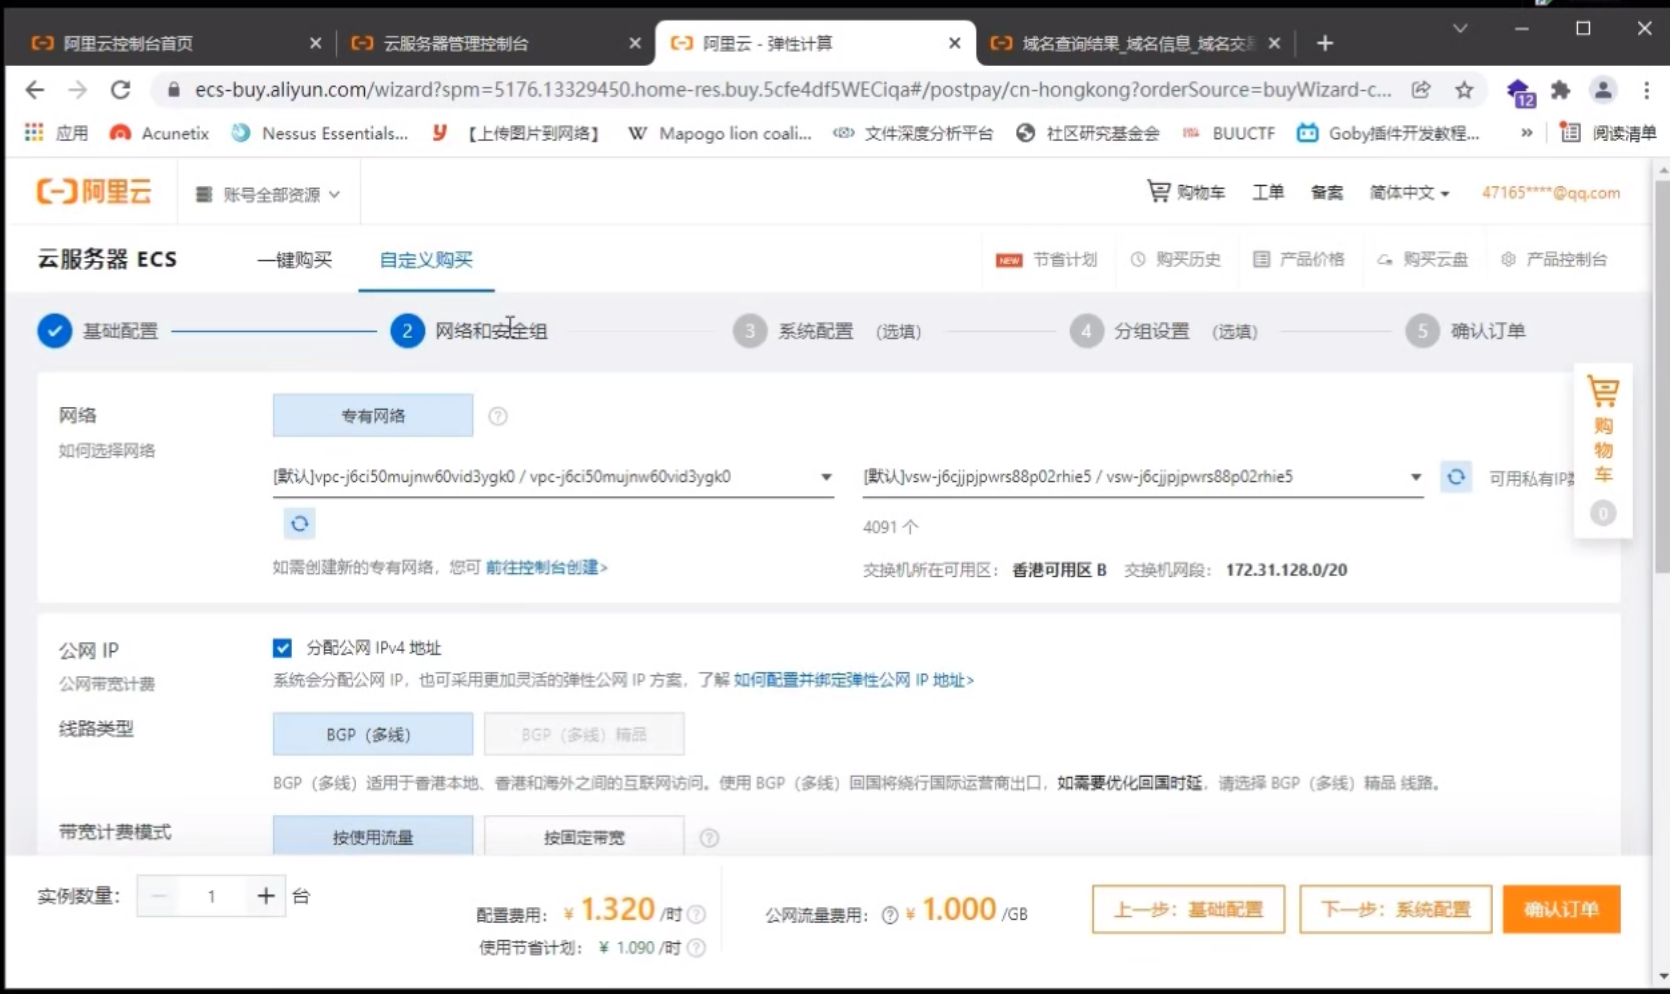 阿里云控制台首页
云服务器管理控制台
阿里云 - 弹性计算
域名查询结果_域名信息_域名交易
ecs-buy.aliyun.com/wizard?spm=5176.13329450.home-res.buy.5cfe4df5WECiqa#/postpay/cn-hongkong?orderSource=buyWizard-c...
12
应用
Acunetix
Nessus Essentials...
【上传图片到网络】
Mapogo lion coali...
文件深度分析平台
社区研究基金会
BUUCTF
Goby插件开发教程...
»
阅读清单
阿里云
账号全部资源
购物车
工单
备案
简体中文
47165****@qq.com
云服务器 ECS
一键购买
自定义购买
NEW 节省计划
购买历史
产品价格
购买云盘
产品控制台
基础配置
2 网络和安全组
3 系统配置 (选填)
4 分组设置 (选填)
5 确认订单
网络
如何选择网络
专有网络
[默认]vpc-j6ci50mujnw60vid3ygk0 / vpc-j6ci50mujnw60vid3ygk0
[默认]vsw-j6cjjpjpwrs88p02rhie5 / vsw-j6cjjpjpwrs88p02rhie5
可用私有IP
4091 个
如需创建新的专有网络，您可 前往控制台创建>
交换机所在可用区： 香港可用区 B 交换机网段： 172.31.128.0/20
购物车
0
公网 IP
公网带宽计费
分配公网 IPv4 地址
系统会分配公网 IP，也可采用更加灵活的弹性公网 IP 方案，了解 如何配置并绑定弹性公网 IP 地址>
线路类型
BGP（多线）
BGP（多线）精品
BGP（多线）适用于香港本地、香港和海外之间的互联网访问。使用 BGP（多线）回国将绕行国际运营商出口，如需要优化回国时延，请选择 BGP（多线）精品 线路。
带宽计费模式
按使用流量
按固定带宽
实例数量： 1 台
配置费用： ¥ 1.320 /时
使用节省计划： ¥ 1.090 /时
公网流量费用： ¥ 1.000 /GB
上一步：基础配置
下一步：系统配置
确认订单